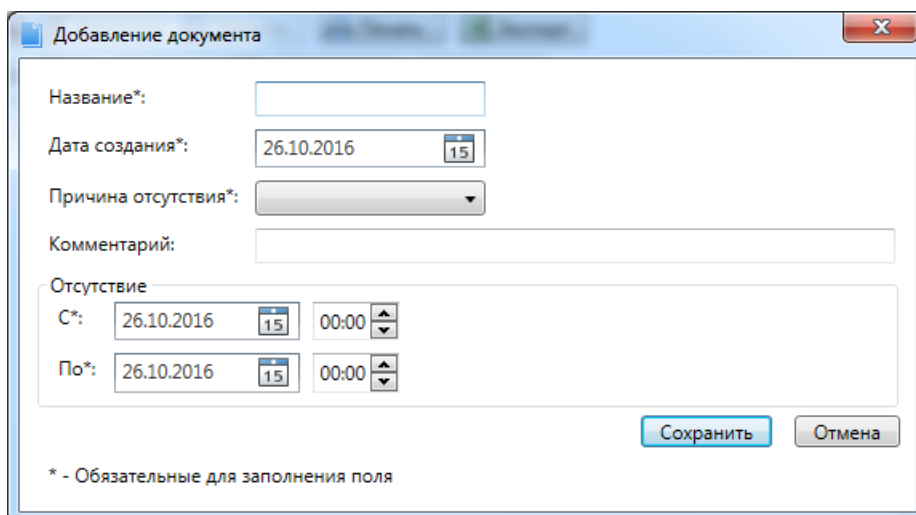 Добавление документа
Название*:
Дата создания*: 26.10.2016 15
Причина отсутствия*:
Комментарий:
Отсутствие
С*: 26.10.2016 15 00:00
По*: 26.10.2016 15 00:00
Сохранить Отмена
* - Обязательные для заполнения поля